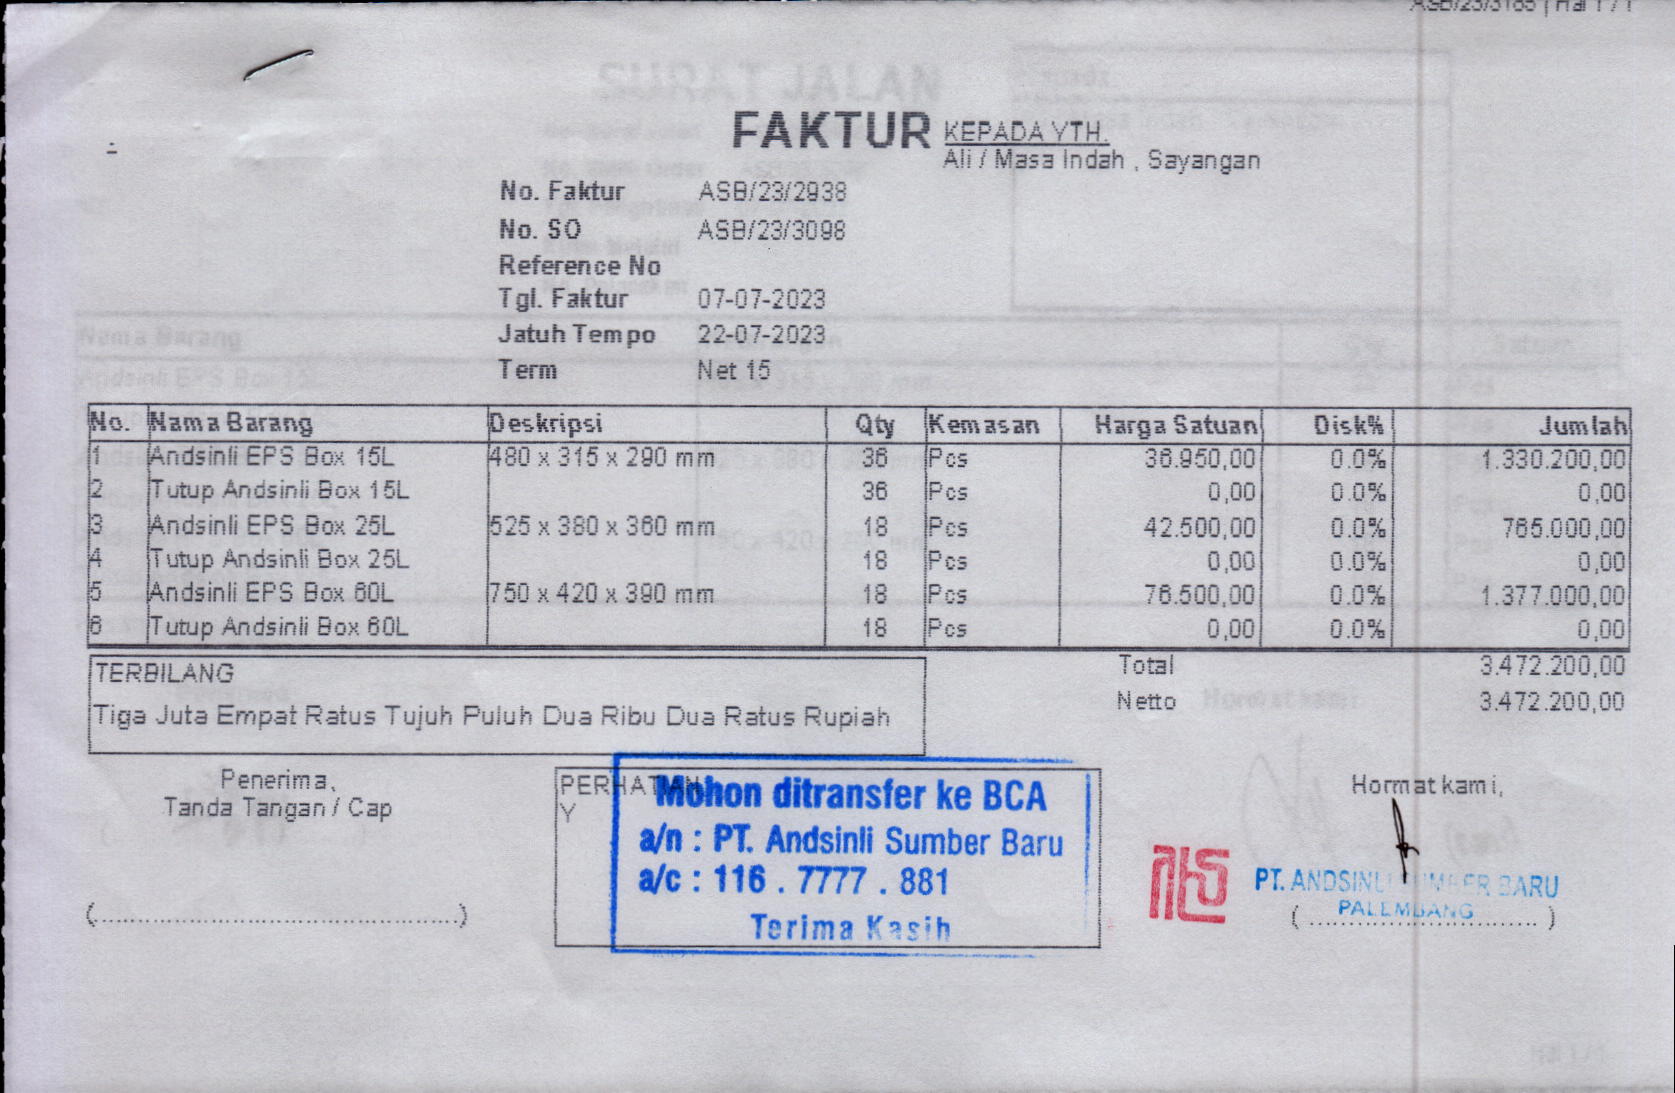 ASB/23/3165 | Hal 1 / 1
FAKTUR
KEPADA YTH.
Ali / Masa Indah , Sayangan
No. Faktur ASB/23/2938
No. SO ASB/23/3098
Reference No
Tgl. Faktur 07-07-2023
Jatuh Tempo 22-07-2023
Term Net 15
No. Nama Barang Deskripsi Qty Kemasan Harga Satuan Disk% Jumlah
1 Andsinli EPS Box 15L 480 x 315 x 290 mm 36 Pcs 36.950,00 0.0% 1.330.200,00
2 Tutup Andsinli Box 15L 36 Pcs 0,00 0.0% 0,00
3 Andsinli EPS Box 25L 525 x 380 x 360 mm 18 Pcs 42.500,00 0.0% 765.000,00
4 Tutup Andsinli Box 25L 18 Pcs 0,00 0.0% 0,00
5 Andsinli EPS Box 60L 750 x 420 x 390 mm 18 Pcs 76.500,00 0.0% 1.377.000,00
6 Tutup Andsinli Box 60L 18 Pcs 0,00 0.0% 0,00
TERBILANG
Tiga Juta Empat Ratus Tujuh Puluh Dua Ribu Dua Ratus Rupiah
Total 3.472.200,00
Netto 3.472.200,00
Penerima,
Tanda Tangan / Cap
(......................................)
PERHATIAN
Y
Mohon ditransfer ke BCA
a/n : PT. Andsinli Sumber Baru
a/c : 116 . 7777 . 881
Terima Kasih
Hormat kami,
PT. ANDSINLI SUMBER BARU
PALEMBANG
( ............................ )